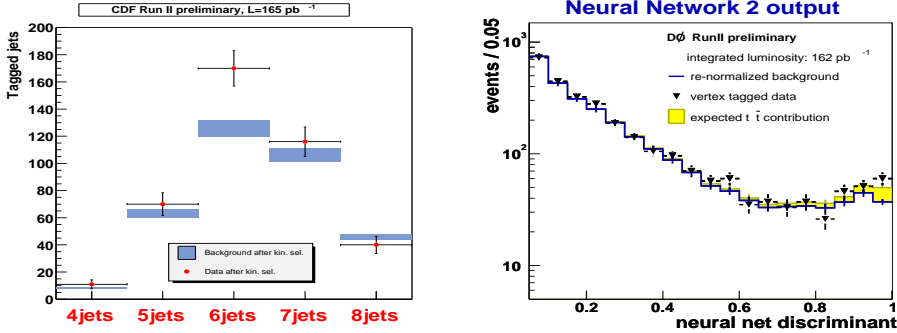 CDF Run II preliminary, L=165 pb -1
Tagged jets
200
180
160
140
120
100
80
60
40
20
0
Background after kin. sel.
Data after kin. sel.
4jets 5jets 6jets 7jets 8jets
Neural Network 2 output
events / 0.05
10 3
10 2
10
DØ RunII preliminary
integrated luminosity: 162 pb -1
re-normalized background
vertex tagged data
expected t t̄ contribution
0.2 0.4 0.6 0.8 1
neural net discriminant